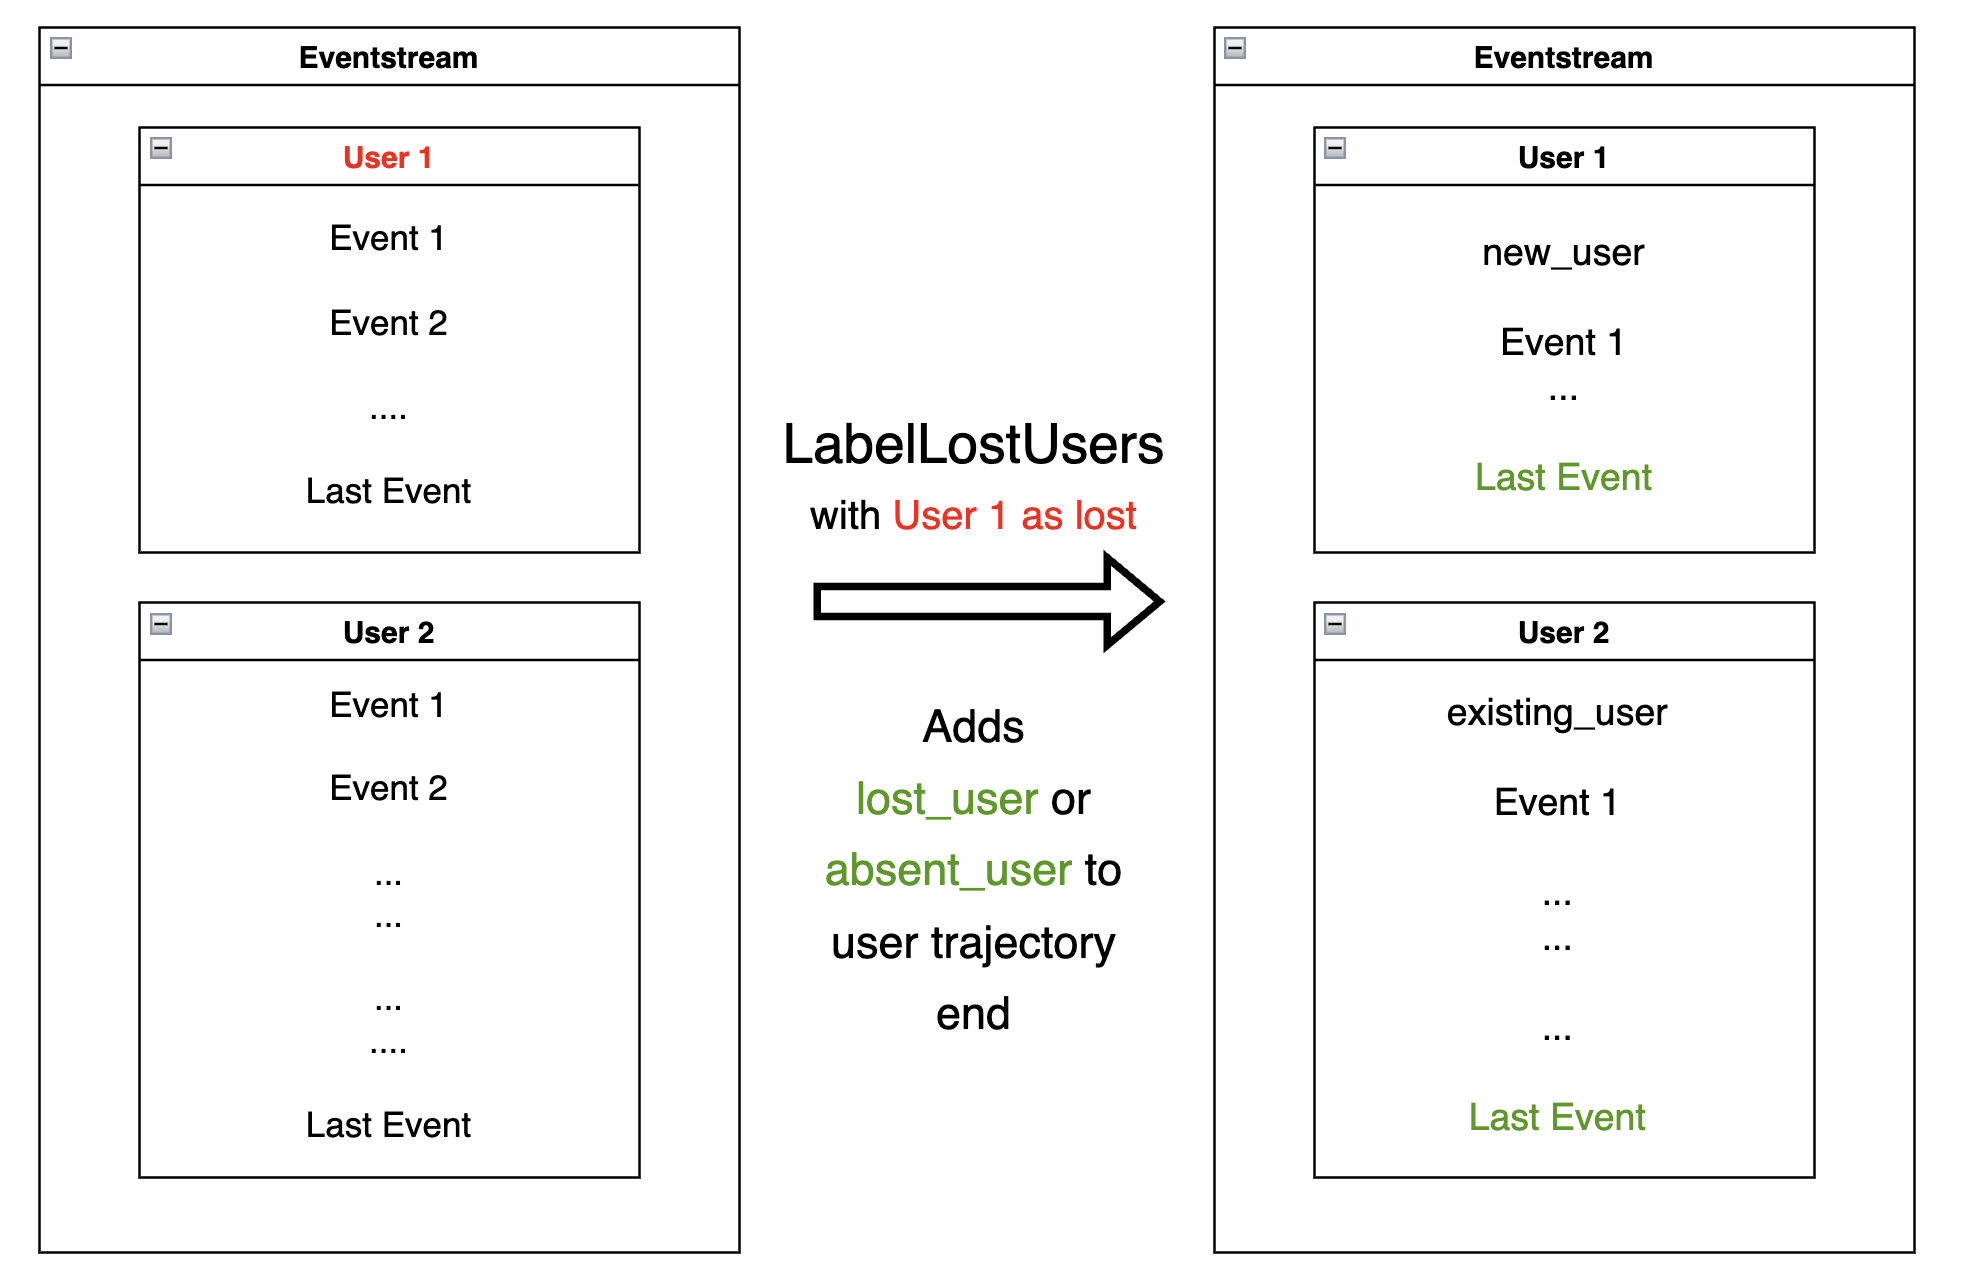 Eventstream
User 1
Event 1
Event 2
....
Last Event
User 2
Event 1
Event 2
...
...
...
....
Last Event
LabelLostUsers
with User 1 as lost
Adds
lost_user or
absent_user to
user trajectory
end
Eventstream
User 1
new_user
Event 1
...
Last Event
User 2
existing_user
Event 1
...
...
...
Last Event